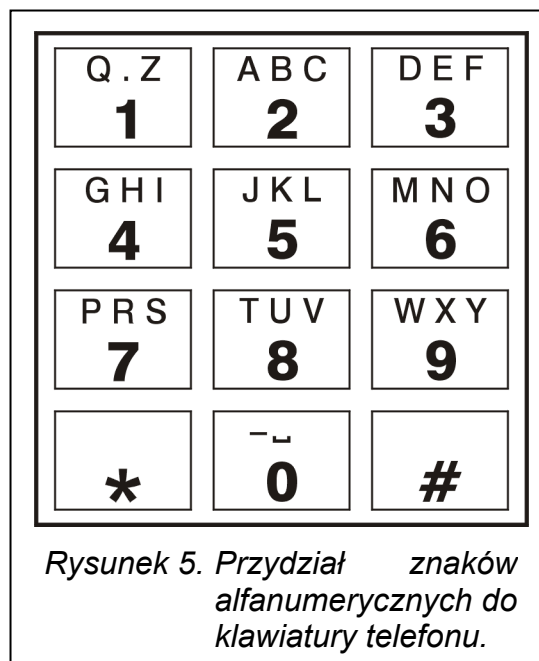 Q . Z A B C D E F
1 2 3
G H I J K L M N O
4 5 6
P R S T U V W X Y
7 8 9
–␣
* 0 #
Rysunek 5. Przydział znaków
alfanumerycznych do
klawiatury telefonu.